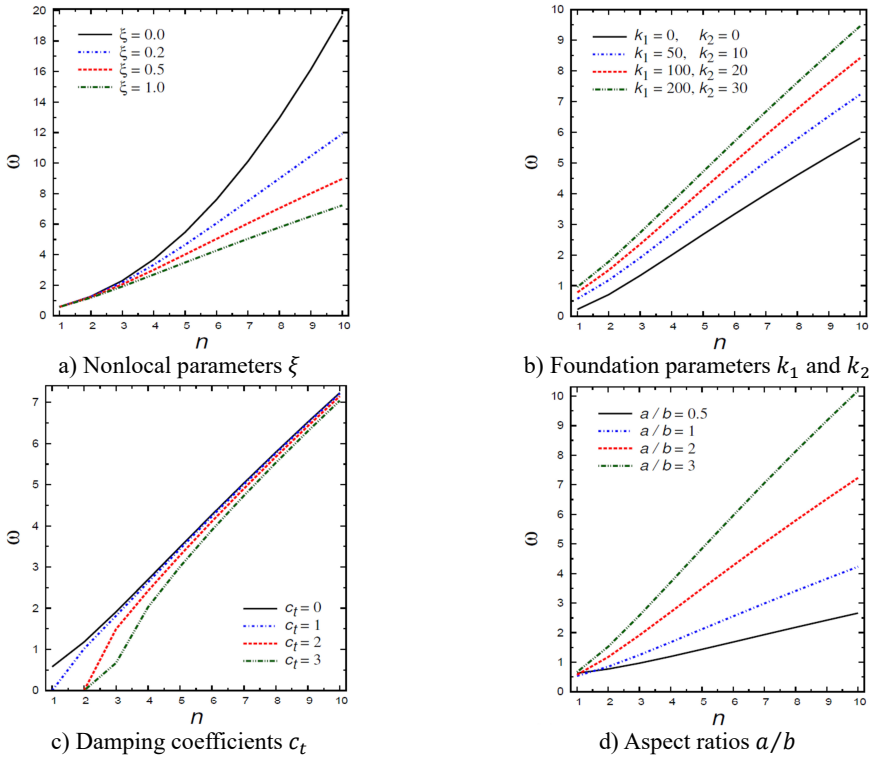 20
18
16
14
12
10
8
6
4
2
0
ω
ξ = 0.0
ξ = 0.2
ξ = 0.5
ξ = 1.0
1 2 3 4 5 6 7 8 9 10
n
a) Nonlocal parameters ξ
10
9
8
7
6
5
4
3
2
1
0
ω
k1 = 0, k2 = 0
k1 = 50, k2 = 10
k1 = 100, k2 = 20
k1 = 200, k2 = 30
1 2 3 4 5 6 7 8 9 10
n
b) Foundation parameters k1 and k2
7
6
5
4
3
2
1
0
ω
ct = 0
ct = 1
ct = 2
ct = 3
1 2 3 4 5 6 7 8 9 10
n
c) Damping coefficients ct
10
9
8
7
6
5
4
3
2
1
0
ω
a / b = 0.5
a / b = 1
a / b = 2
a / b = 3
1 2 3 4 5 6 7 8 9 10
n
d) Aspect ratios a/b